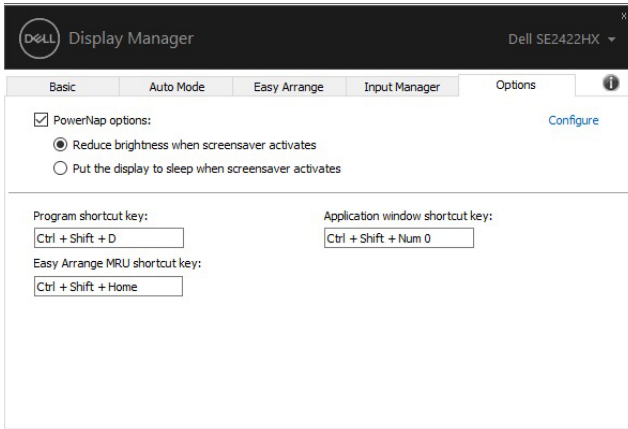 x
DELL Display Manager
Dell SE2422HX
Basic Auto Mode Easy Arrange Input Manager Options i
PowerNap options:
Configure
Reduce brightness when screensaver activates
Put the display to sleep when screensaver activates
Program shortcut key:
Application window shortcut key:
Ctrl + Shift + D
Ctrl + Shift + Num 0
Easy Arrange MRU shortcut key:
Ctrl + Shift + Home